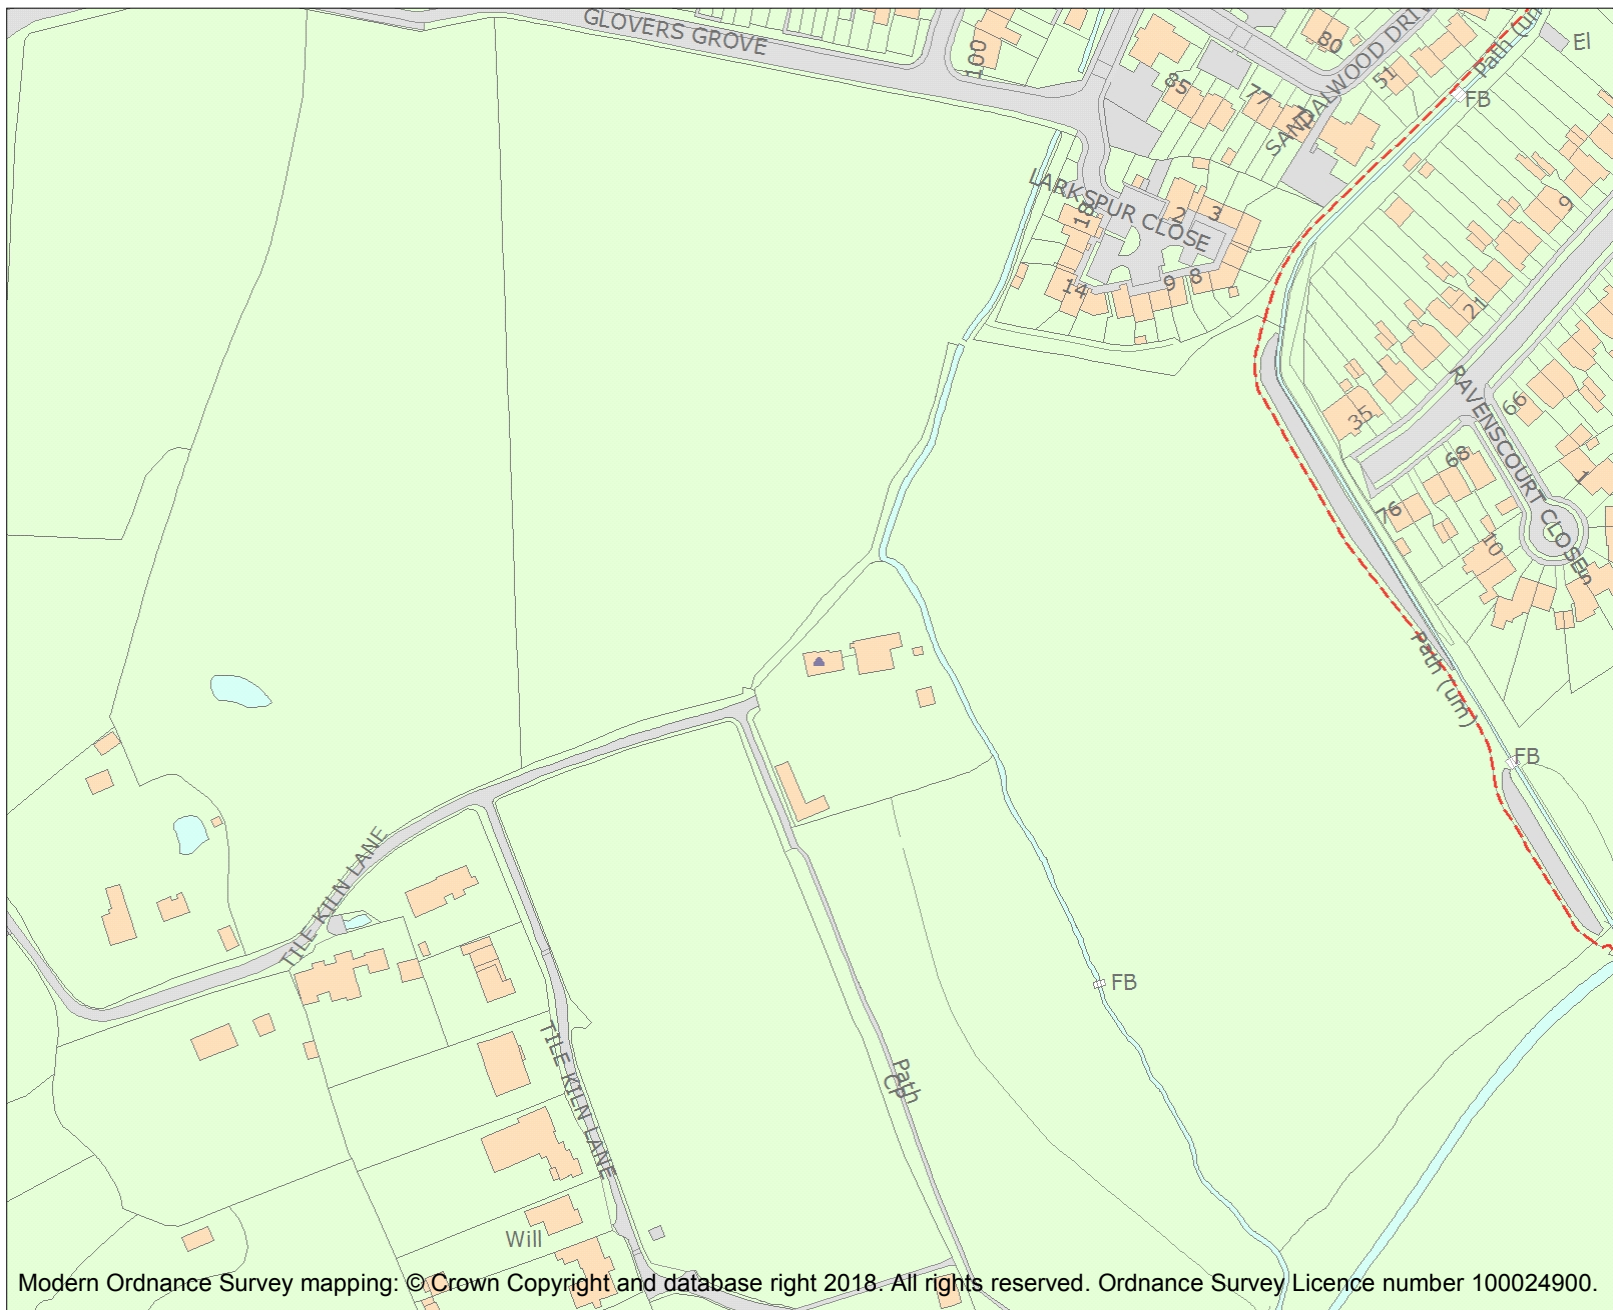 GLOVERS GROVE
100
80
SANDALWOOD DRIV
51
Path (um
El
FB
85
77
71
LARKSPUR CLOSE
18
2
3
9
8
14
9
21
35
RAVENSCOURT CLOSE
66
68
76
1
10
5
Path (um)
FB
TILE KILN LANE
FB
TILE KILN LANE
Path
Cp
Will
Modern Ordnance Survey mapping: © Crown Copyright and database right 2018. All rights reserved. Ordnance Survey Licence number 100024900.